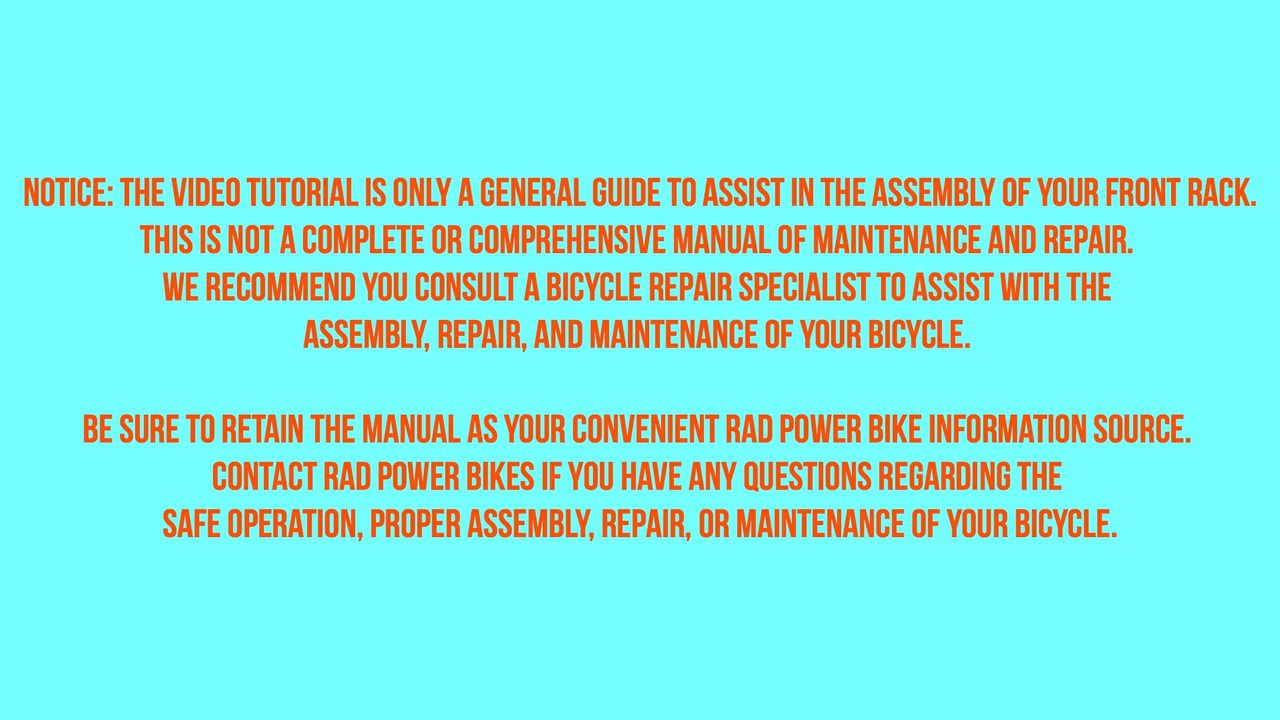 NOTICE: THE VIDEO TUTORIAL IS ONLY A GENERAL GUIDE TO ASSIST IN THE ASSEMBLY OF YOUR FRONT RACK.
THIS IS NOT A COMPLETE OR COMPREHENSIVE MANUAL OF MAINTENANCE AND REPAIR.
WE RECOMMEND YOU CONSULT A BICYCLE REPAIR SPECIALIST TO ASSIST WITH THE
ASSEMBLY, REPAIR, AND MAINTENANCE OF YOUR BICYCLE.
BE SURE TO RETAIN THE MANUAL AS YOUR CONVENIENT RAD POWER BIKE INFORMATION SOURCE.
CONTACT RAD POWER BIKES IF YOU HAVE ANY QUESTIONS REGARDING THE
SAFE OPERATION, PROPER ASSEMBLY, REPAIR, OR MAINTENANCE OF YOUR BICYCLE.